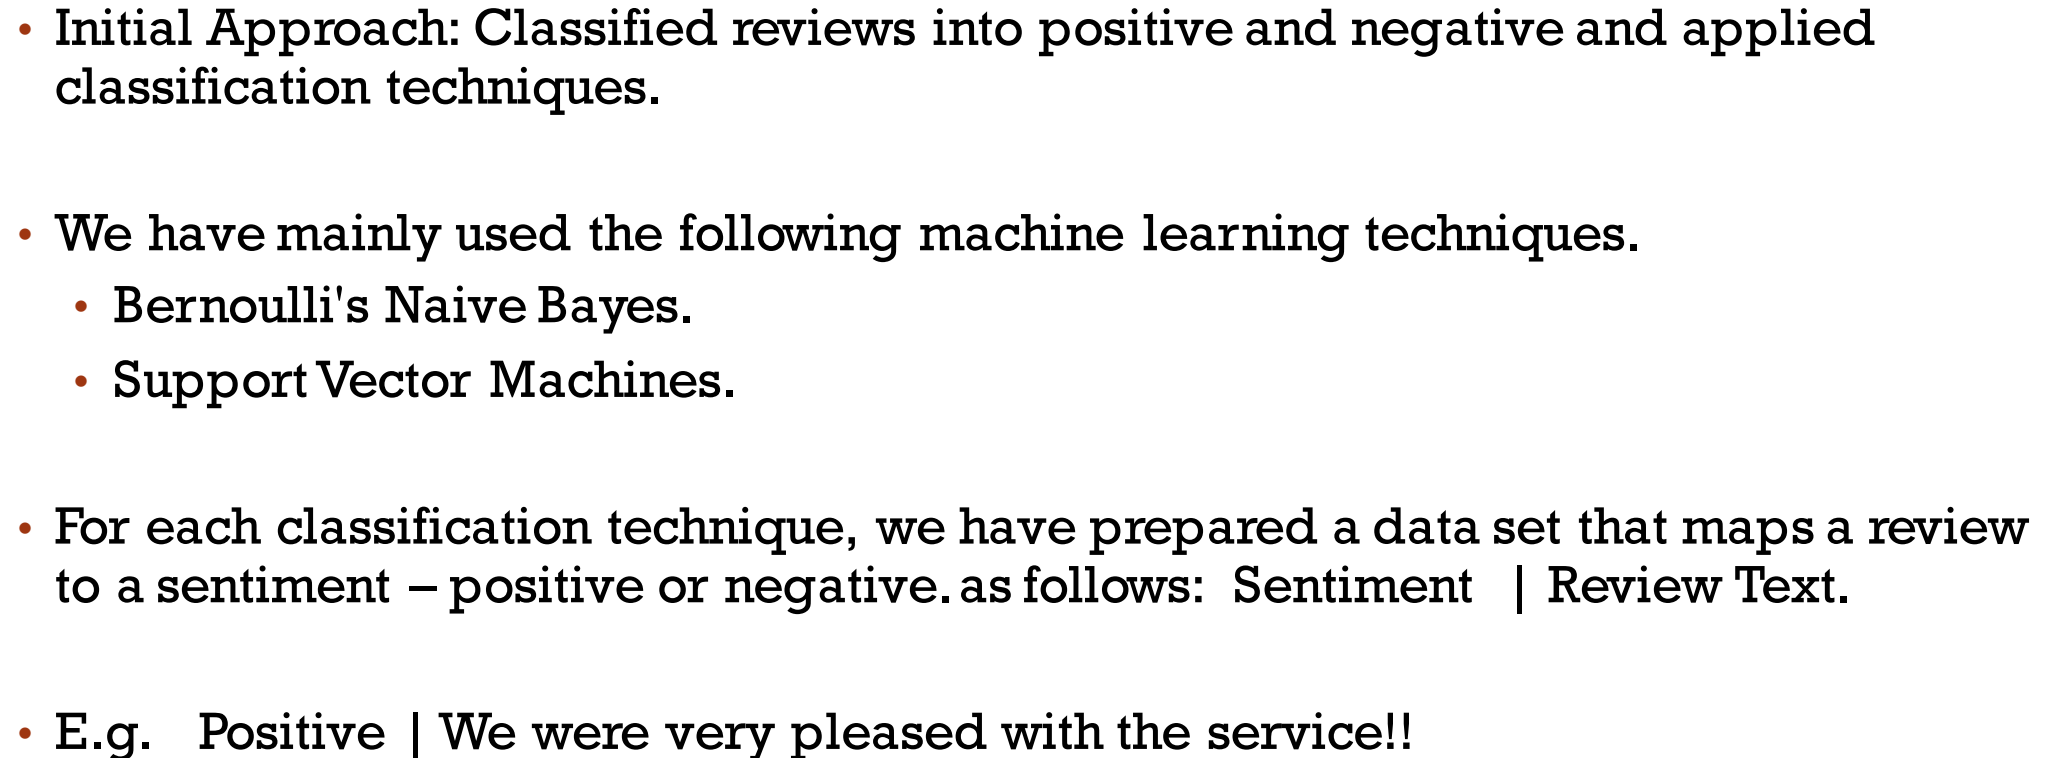 • Initial Approach: Classified reviews into positive and negative and applied
classification techniques.
• We have mainly used the following machine learning techniques.
• Bernoulli's Naive Bayes.
• Support Vector Machines.
• For each classification technique, we have prepared a data set that maps a review
to a sentiment – positive or negative. as follows: Sentiment | Review Text.
• E.g. Positive | We were very pleased with the service!!